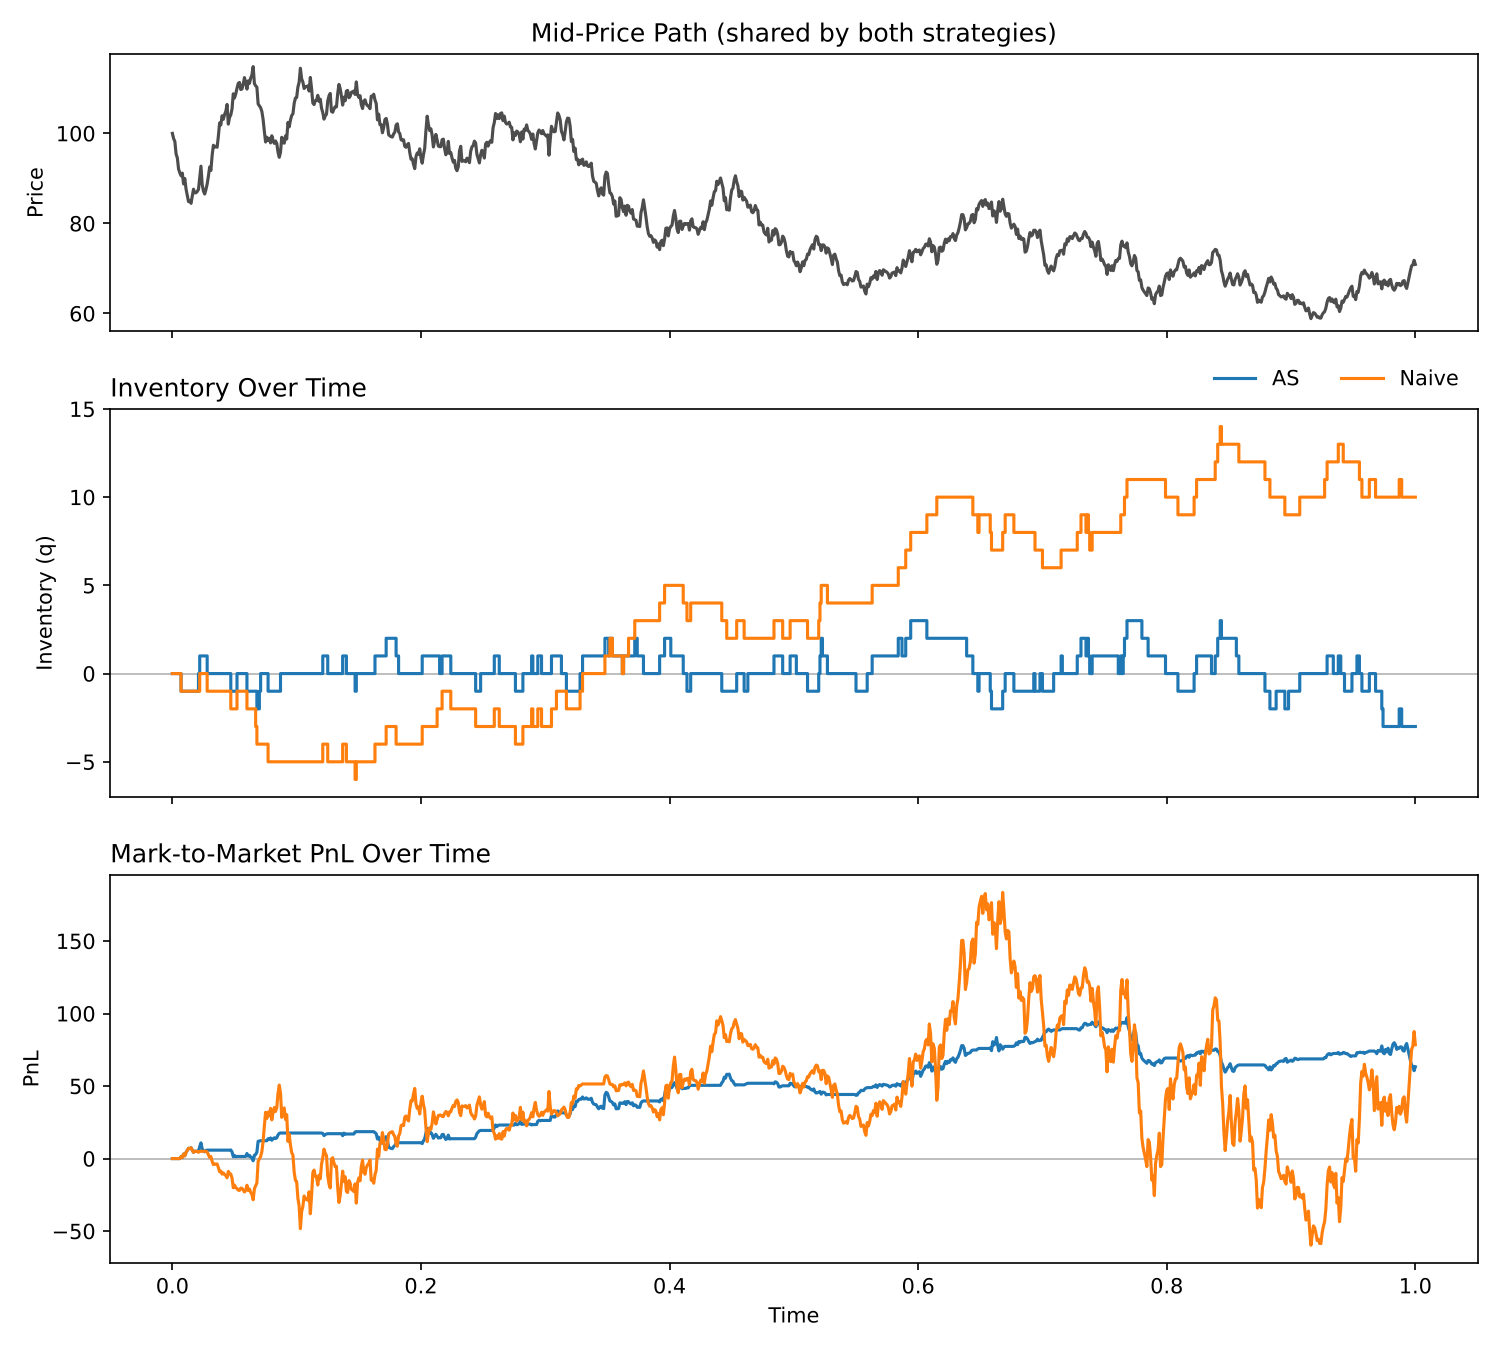 Mid-Price Path (shared by both strategies)
Price
100
80
60
Inventory Over Time
AS
Naive
Inventory (q)
15
10
5
0
−5
Mark-to-Market PnL Over Time
PnL
150
100
50
0
−50
0.0 0.2 0.4 0.6 0.8 1.0
Time